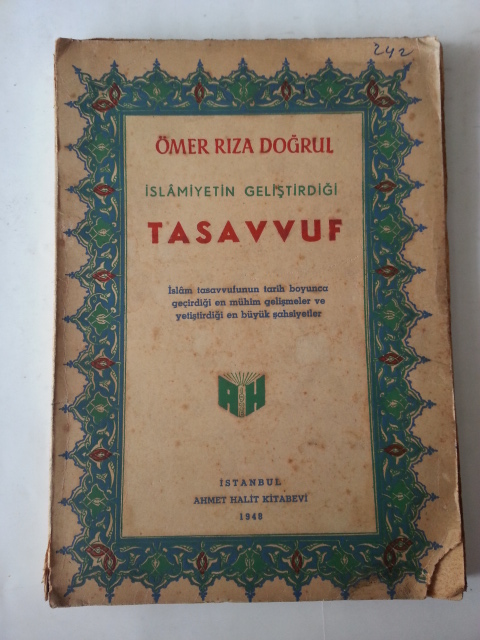 242
ÖMER RIZA DOĞRUL
İSLÂMİYETİN GELİŞTİRDİĞİ
TASAVVUF
İslâm tasavvufunun tarih boyunca
geçirdiği en mühim gelişmeler ve
yetiştirdiği en büyük şahsiyetler
A H
İSTANBUL
AHMET HALİT KİTABEVİ
1948